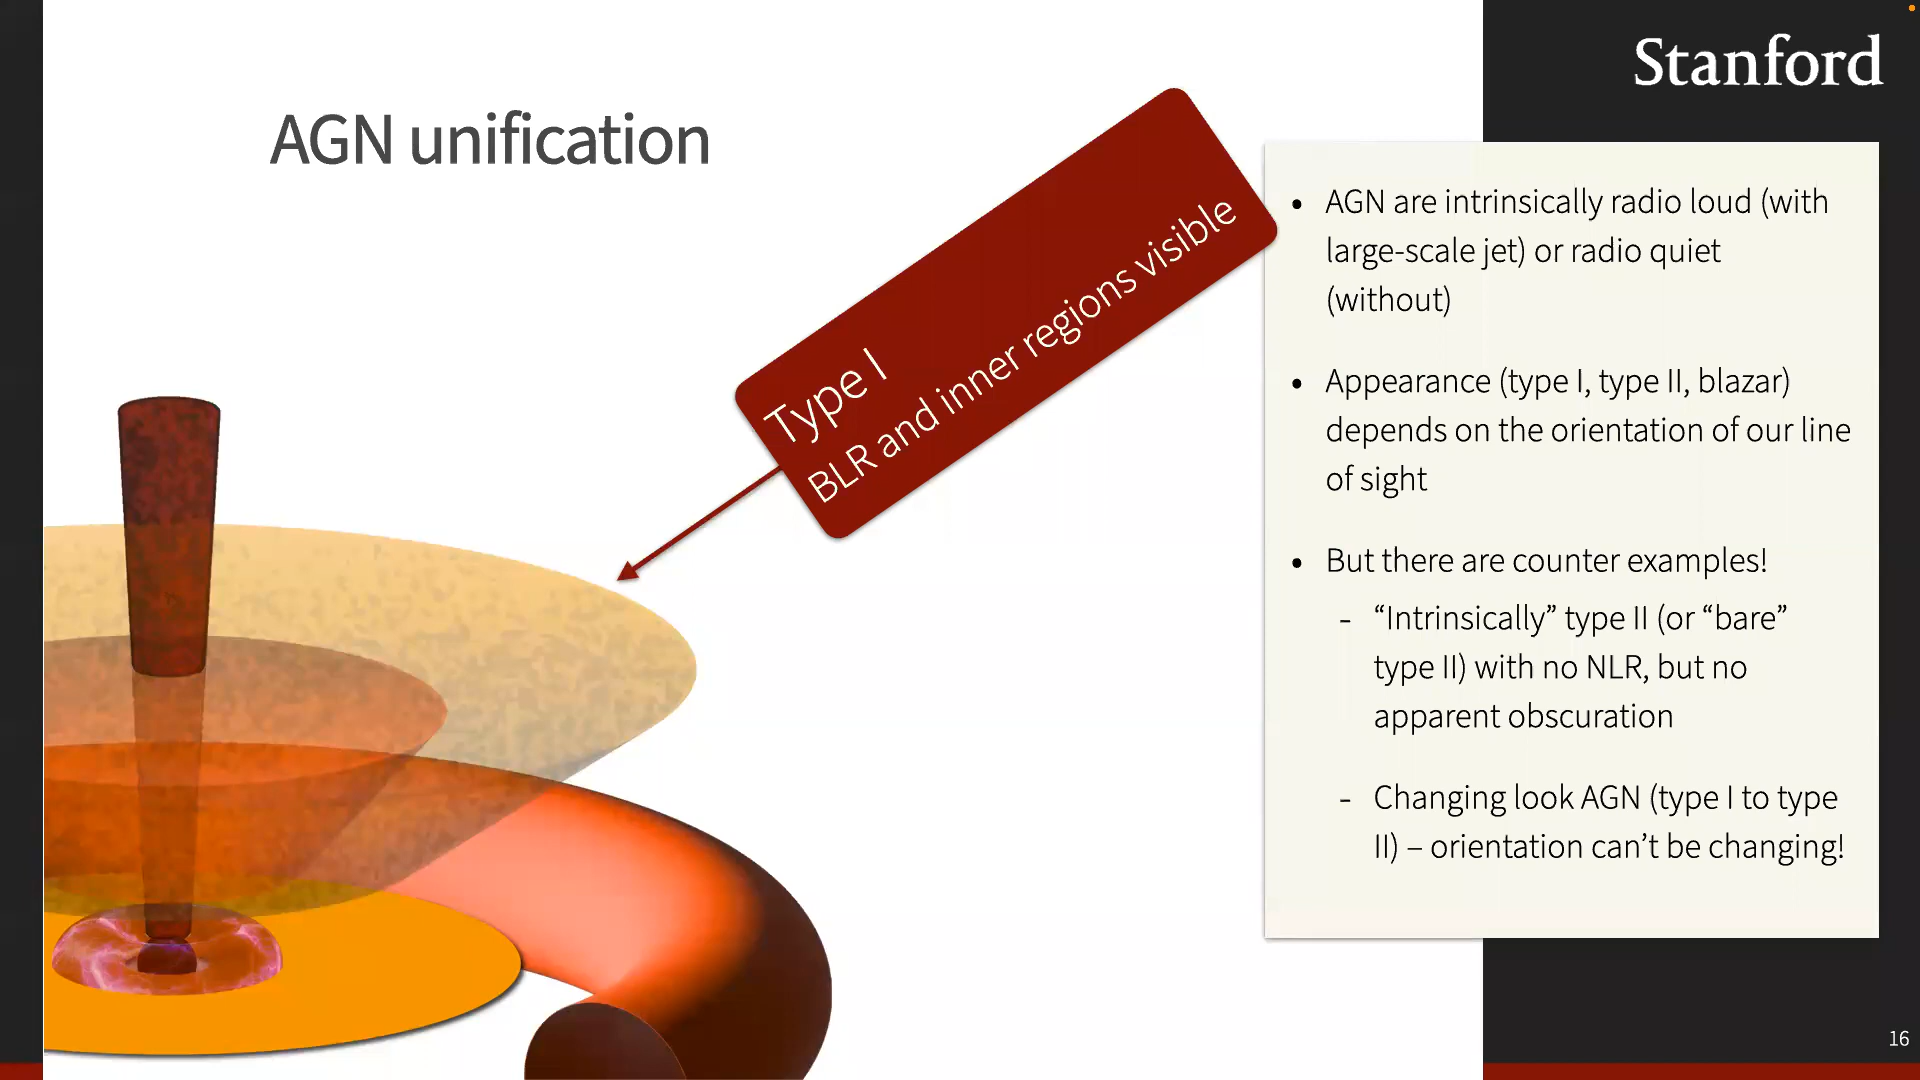 Stanford
AGN unification
Type I
BLR and inner regions visible
• AGN are intrinsically radio loud (with
large-scale jet) or radio quiet
(without)
• Appearance (type I, type II, blazar)
depends on the orientation of our line
of sight
• But there are counter examples!
- “Intrinsically” type II (or “bare”
type II) with no NLR, but no
apparent obscuration
- Changing look AGN (type I to type
II) – orientation can’t be changing!
16